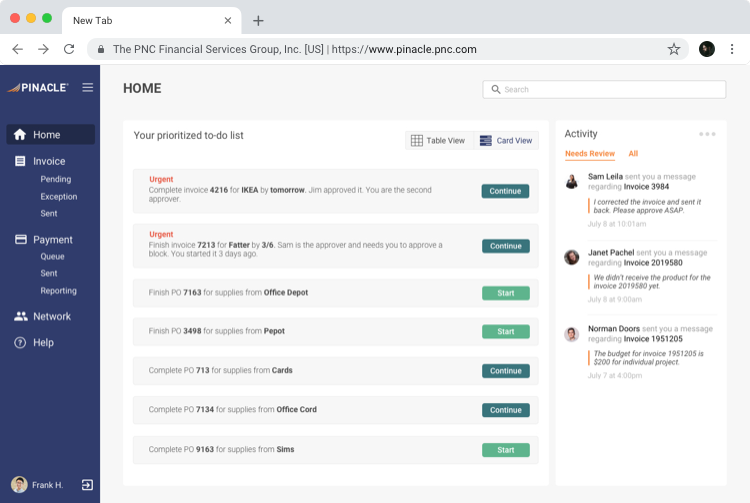 New Tab
The PNC Financial Services Group, Inc. [US] | https://www.pinacle.pnc.com
PINACLE
Home
Invoice
Pending
Exception
Sent
Payment
Queue
Sent
Reporting
Network
Help
Frank H.
HOME
Search
Your prioritized to-do list
Table View
Card View
Urgent
Complete invoice 4216 for IKEA by tomorrow. Jim approved it. You are the second
approver.
Continue
Urgent
Finish invoice 7213 for Fatter by 3/6. Sam is the approver and needs you to approve a
block. You started it 3 days ago.
Continue
Finish PO 7163 for supplies from Office Depot
Start
Finish PO 3498 for supplies from Pepot
Start
Complete PO 713 for supplies from Cards
Continue
Complete PO 7134 for supplies from Office Cord
Continue
Complete PO 9163 for supplies from Sims
Start
Activity
Needs Review
All
Sam Leila sent you a message
regarding Invoice 3984
I corrected the invoice and sent it
back. Please approve ASAP.
July 8 at 10:01am
Janet Pachel sent you a message
regarding Invoice 2019580
We didn't receive the product for the
invoice 2019580 yet.
July 8 at 9:00am
Norman Doors sent you a message
regarding Invoice 1951205
The budget for invoice 1951205 is
$200 for individual project.
July 7 at 4:00pm